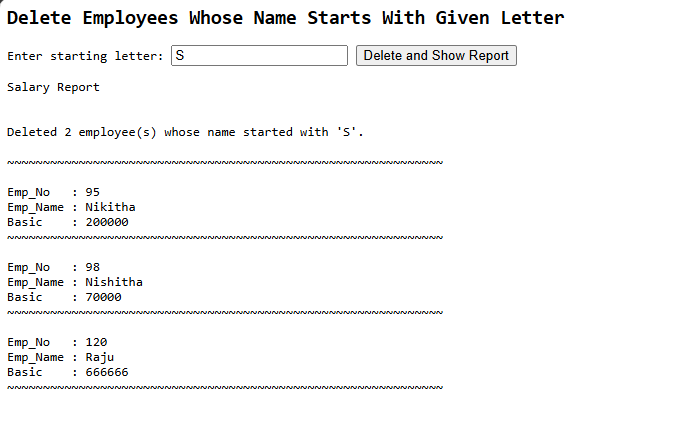 Delete Employees Whose Name Starts With Given Letter
Enter starting letter: S Delete and Show Report
Salary Report
Deleted 2 employee(s) whose name started with 'S'.
~~~~~~~~~~~~~~~~~~~~~~~~~~~~~~~~~~~~~~~~~~~~~~~~~~~~~~~~~~~~~
Emp_No   : 95
Emp_Name : Nikitha
Basic    : 200000
~~~~~~~~~~~~~~~~~~~~~~~~~~~~~~~~~~~~~~~~~~~~~~~~~~~~~~~~~~~~~
Emp_No   : 98
Emp_Name : Nishitha
Basic    : 70000
~~~~~~~~~~~~~~~~~~~~~~~~~~~~~~~~~~~~~~~~~~~~~~~~~~~~~~~~~~~~~
Emp_No   : 120
Emp_Name : Raju
Basic    : 666666
~~~~~~~~~~~~~~~~~~~~~~~~~~~~~~~~~~~~~~~~~~~~~~~~~~~~~~~~~~~~~